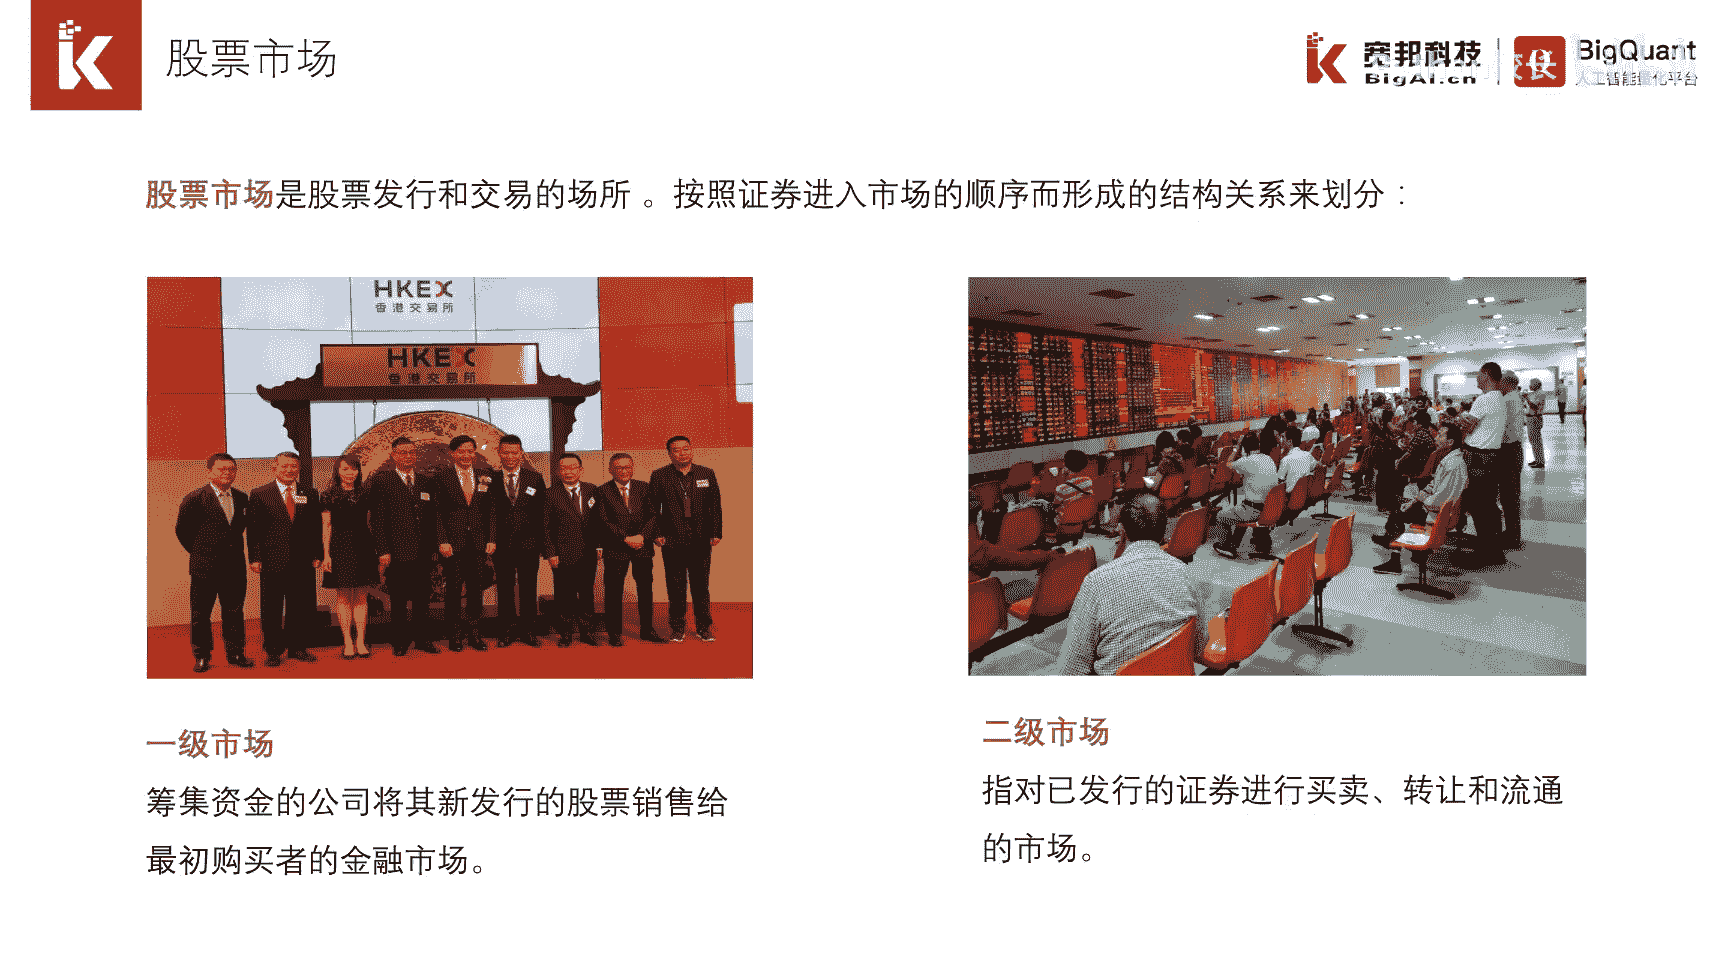 股票市场
宽邦科技
BigAI.cn
BigQuant
人工智能量化平台
股票市场是股票发行和交易的场所 。按照证券进入市场的顺序而形成的结构关系来划分：
HKEX
香港交易所
HKEX
香港交易所
一级市场
筹集资金的公司将其新发行的股票销售给
最初购买者的金融市场。
二级市场
指对已发行的证券进行买卖、转让和流通
的市场。